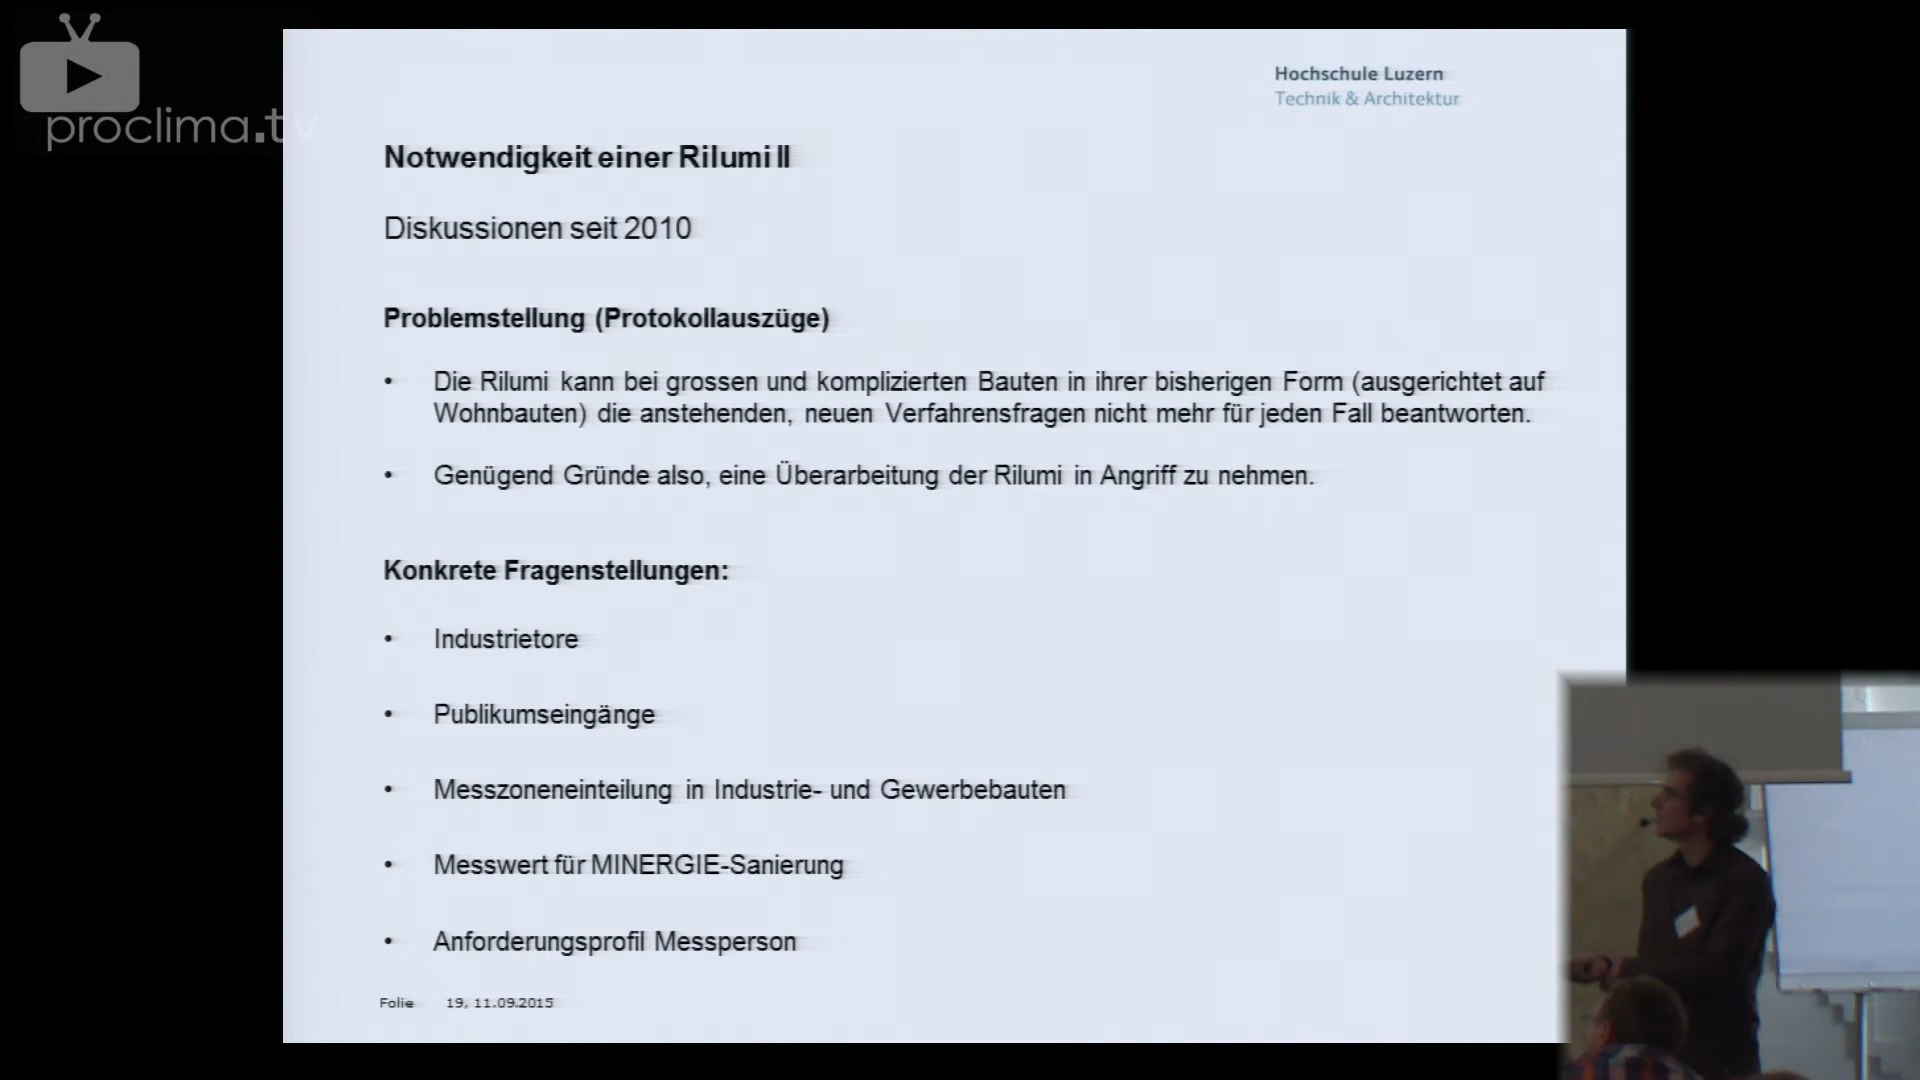 proclima.tv
Hochschule Luzern
Technik & Architektur
Notwendigkeit einer Rilumi II
Diskussionen seit 2010
Problemstellung (Protokollauszüge)
• Die Rilumi kann bei grossen und komplizierten Bauten in ihrer bisherigen Form (ausgerichtet auf
Wohnbauten) die anstehenden, neuen Verfahrensfragen nicht mehr für jeden Fall beantworten.
• Genügend Gründe also, eine Überarbeitung der Rilumi in Angriff zu nehmen.
Konkrete Fragenstellungen:
• Industrietore
• Publikumseingänge
• Messzoneneinteilung in Industrie- und Gewerbebauten
• Messwert für MINERGIE-Sanierung
• Anforderungsprofil Messperson
Folie 19, 11.09.2015